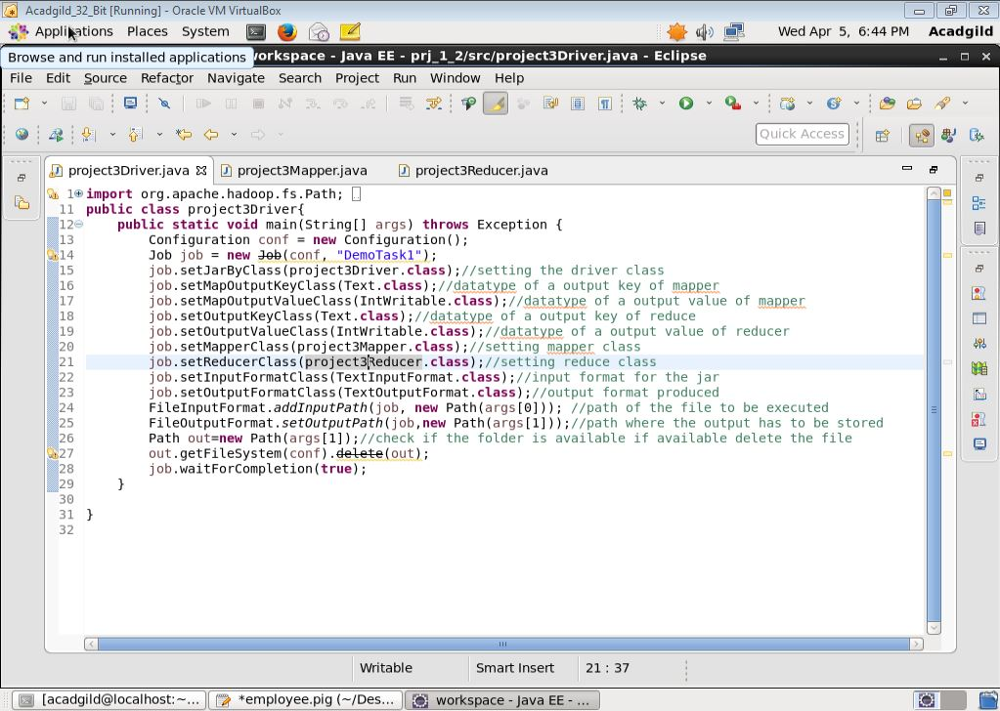 Acadgild_32_Bit [Running] - Oracle VM VirtualBox
Applications Places System Wed Apr 5, 6:44 PM Acadgild
Browse and run installed applications
workspace - Java EE - prj_1_2/src/project3Driver.java - Eclipse
File Edit Source Refactor Navigate Search Project Run Window Help
Quick Access
project3Driver.java project3Mapper.java project3Reducer.java
1 import org.apache.hadoop.fs.Path;
11 public class project3Driver{
12 public static void main(String[] args) throws Exception {
13 Configuration conf = new Configuration();
14 Job job = new Job(conf, "DemoTask1");
15 job.setJarByClass(project3Driver.class);//setting the driver class
16 job.setMapOutputKeyClass(Text.class);//datatype of a output key of mapper
17 job.setMapOutputValueClass(IntWritable.class);//datatype of a output value of mapper
18 job.setOutputKeyClass(Text.class);//datatype of a output key of reduce
19 job.setOutputValueClass(IntWritable.class);//datatype of a output value of reducer
20 job.setMapperClass(project3Mapper.class);//setting mapper class
21 job.setReducerClass(project3Reducer.class);//setting reduce class
22 job.setInputFormatClass(TextInputFormat.class);//input format for the jar
23 job.setOutputFormatClass(TextOutputFormat.class);//output format produced
24 FileInputFormat.addInputPath(job, new Path(args[0])); //path of the file to be executed
25 FileOutputFormat.setOutputPath(job,new Path(args[1]));//path where the output has to be stored
26 Path out=new Path(args[1]);//check if the folder is available if available delete the file
27 out.getFileSystem(conf).delete(out);
28 job.waitForCompletion(true);
29 }
30
31 }
32
Writable Smart Insert 21 : 37
[acadgild@localhost:~... *employee.pig (~/Des... workspace - Java EE - ...